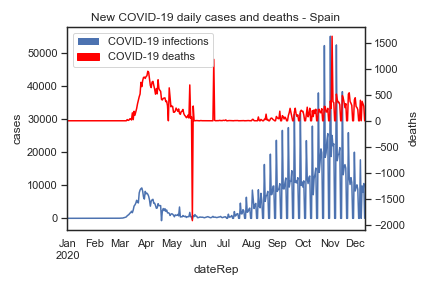 New COVID-19 daily cases and deaths - Spain
COVID-19 infections
COVID-19 deaths
50000
40000
30000
20000
10000
0
cases
1500
1000
500
0
−500
−1000
−1500
−2000
deaths
Jan Feb Mar Apr May Jun Jul Aug Sep Oct Nov Dec
2020
dateRep